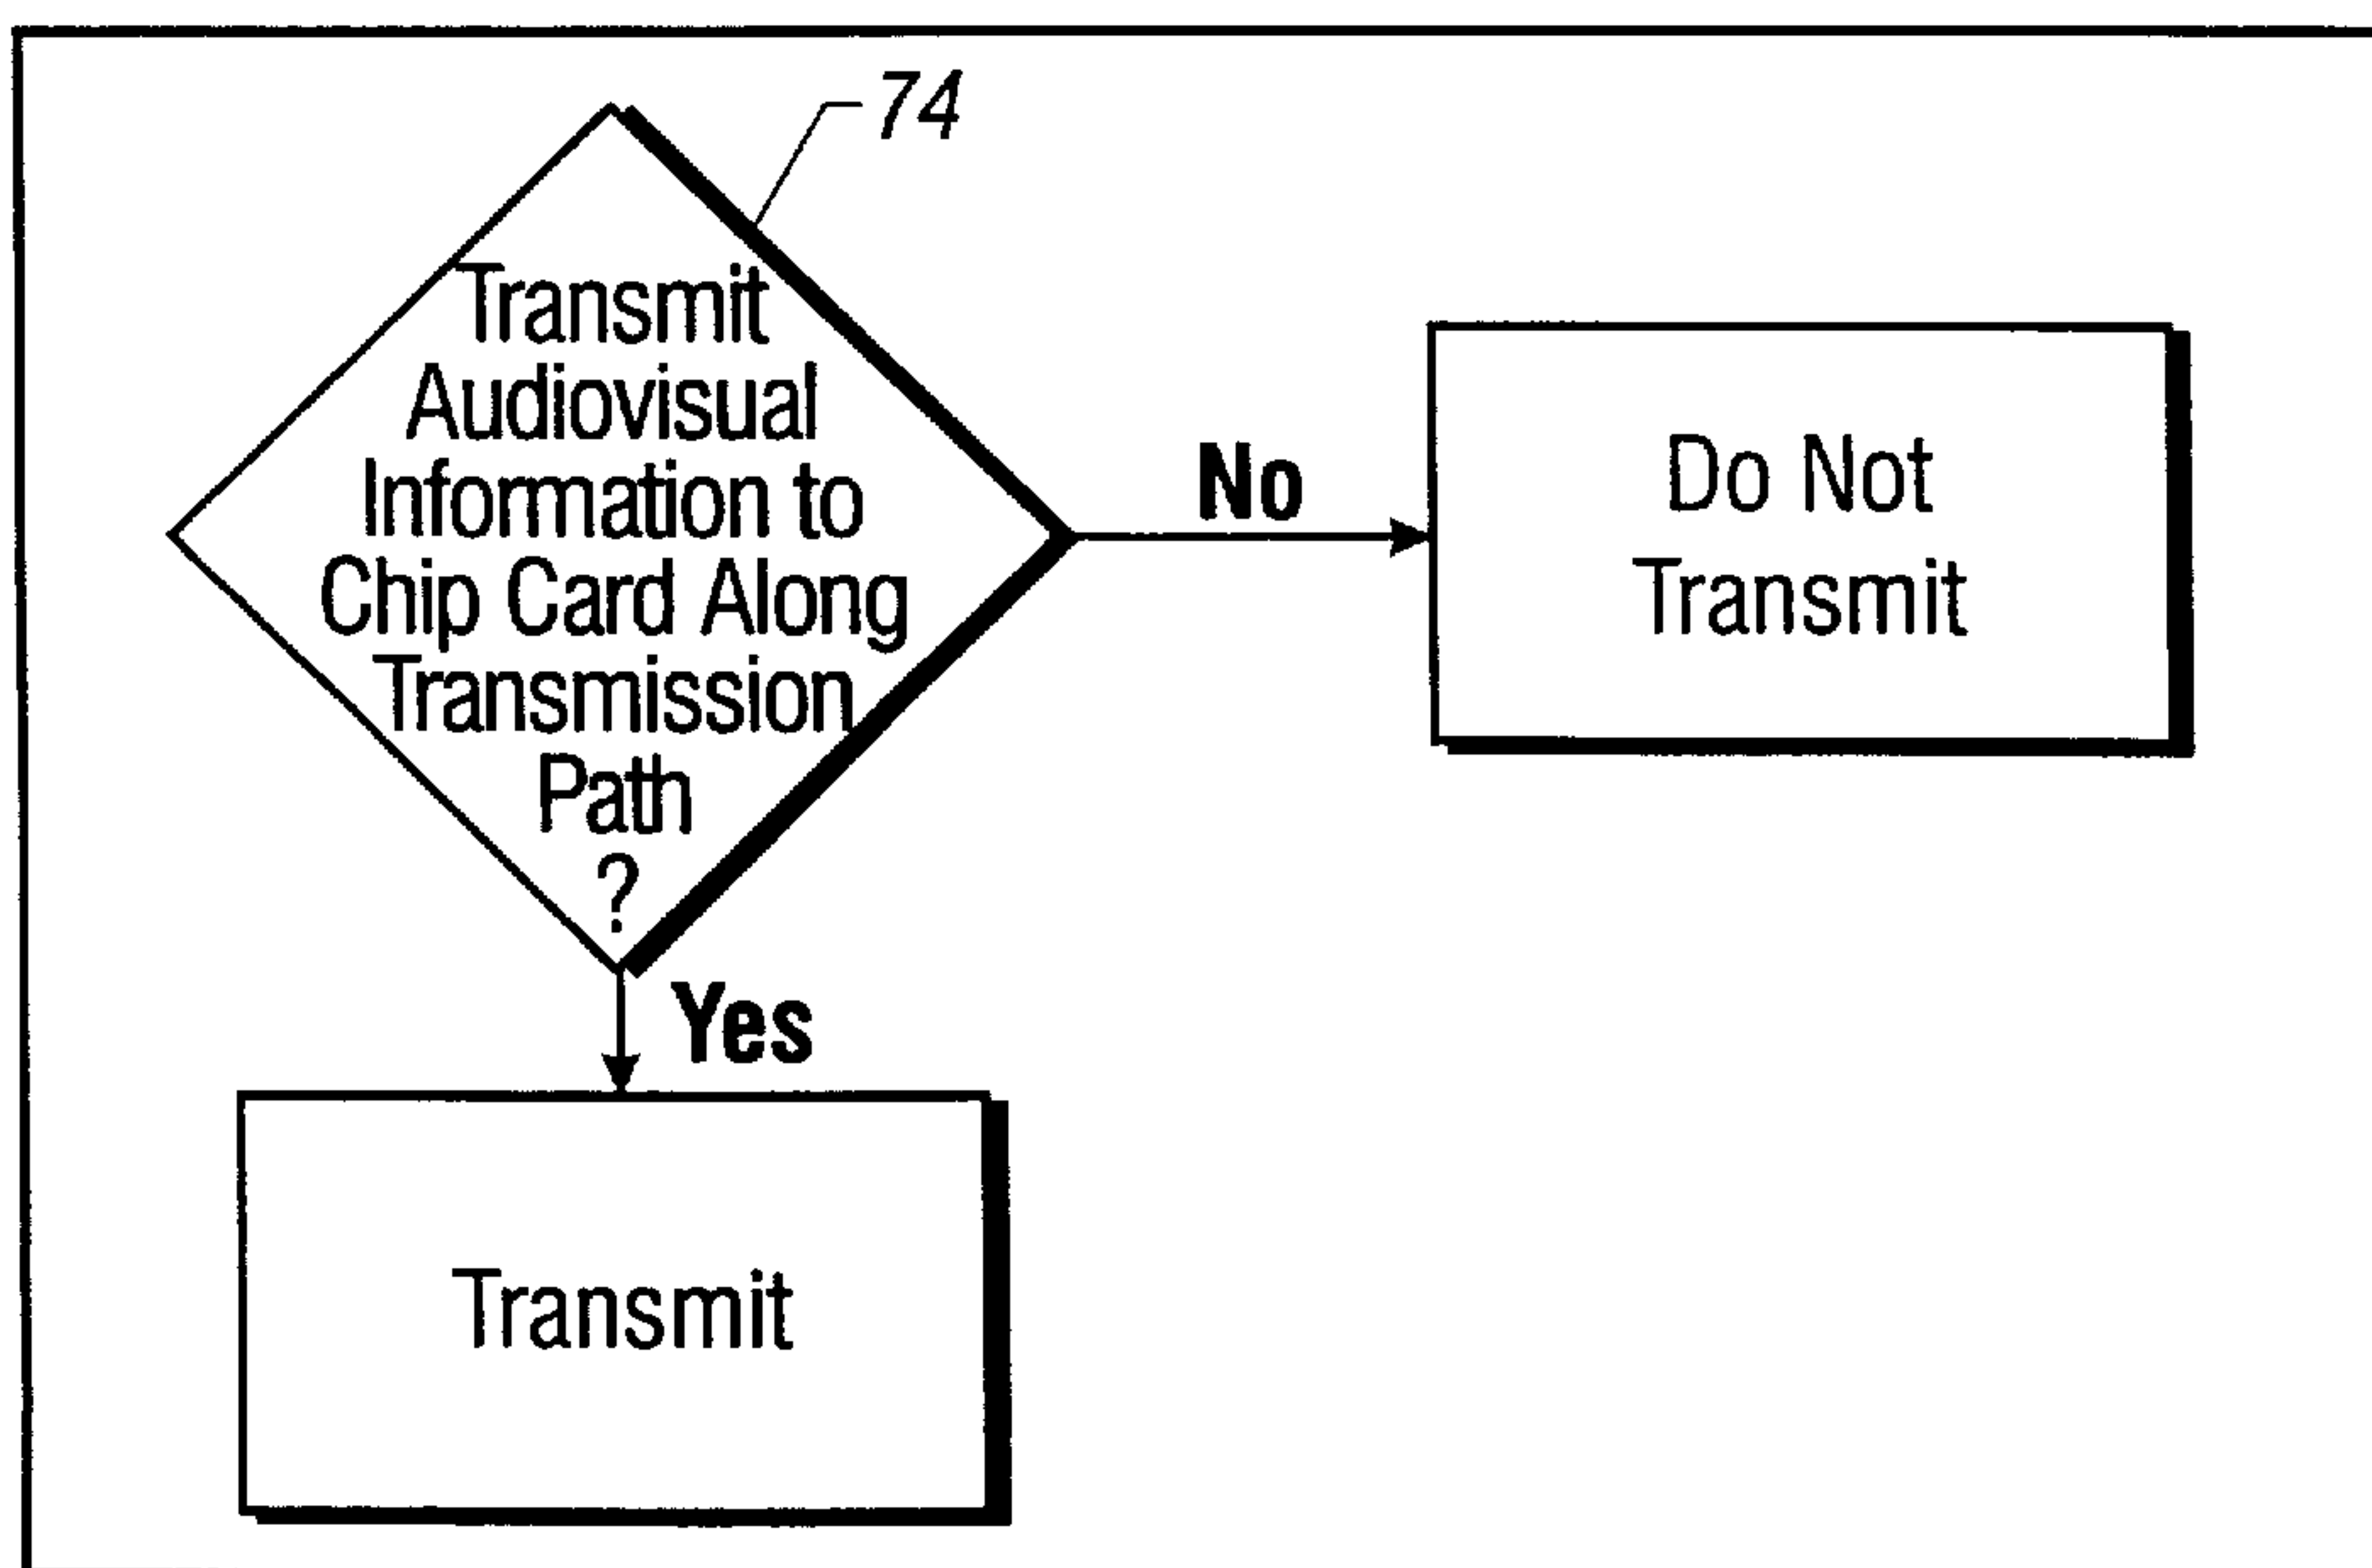 74
Transmit
Audiovisual
Information to
Chip Card Along
Transmission
Path
?
No
Do Not
Transmit
Yes
Transmit